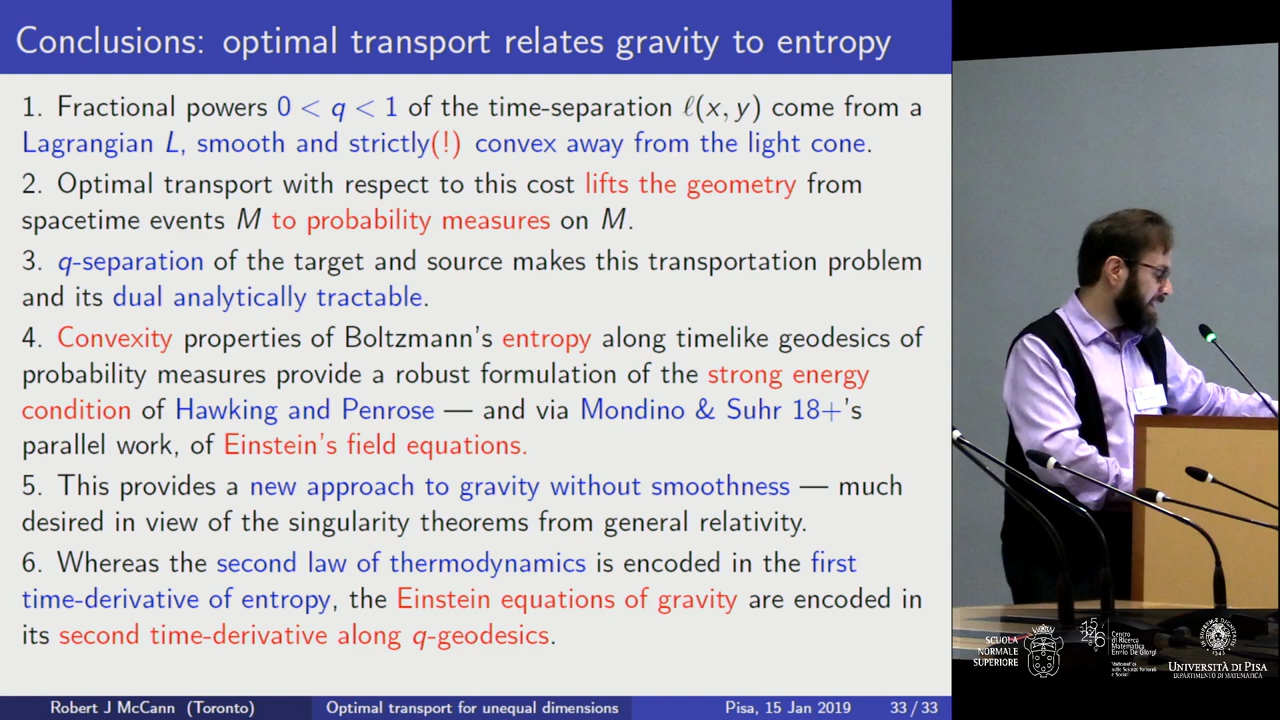 Conclusions: optimal transport relates gravity to entropy
1. Fractional powers 0 < q < 1 of the time-separation ℓ(x, y) come from a
Lagrangian L, smooth and strictly(!) convex away from the light cone.
2. Optimal transport with respect to this cost lifts the geometry from
spacetime events M to probability measures on M.
3. q-separation of the target and source makes this transportation problem
and its dual analytically tractable.
4. Convexity properties of Boltzmann's entropy along timelike geodesics of
probability measures provide a robust formulation of the strong energy
condition of Hawking and Penrose — and via Mondino & Suhr 18+'s
parallel work, of Einstein's field equations.
5. This provides a new approach to gravity without smoothness — much
desired in view of the singularity theorems from general relativity.
6. Whereas the second law of thermodynamics is encoded in the first
time-derivative of entropy, the Einstein equations of gravity are encoded in
its second time-derivative along q-geodesics.
Robert J McCann (Toronto) Optimal transport for unequal dimensions Pisa, 15 Jan 2019 33 / 33
SCUOLA
NORMALE
SUPERIORE
Centro
di Ricerca
Matematica
Ennio De Giorgi
UNIVERSITÀ DI PISA
DIPARTIMENTO DI MATEMATICA